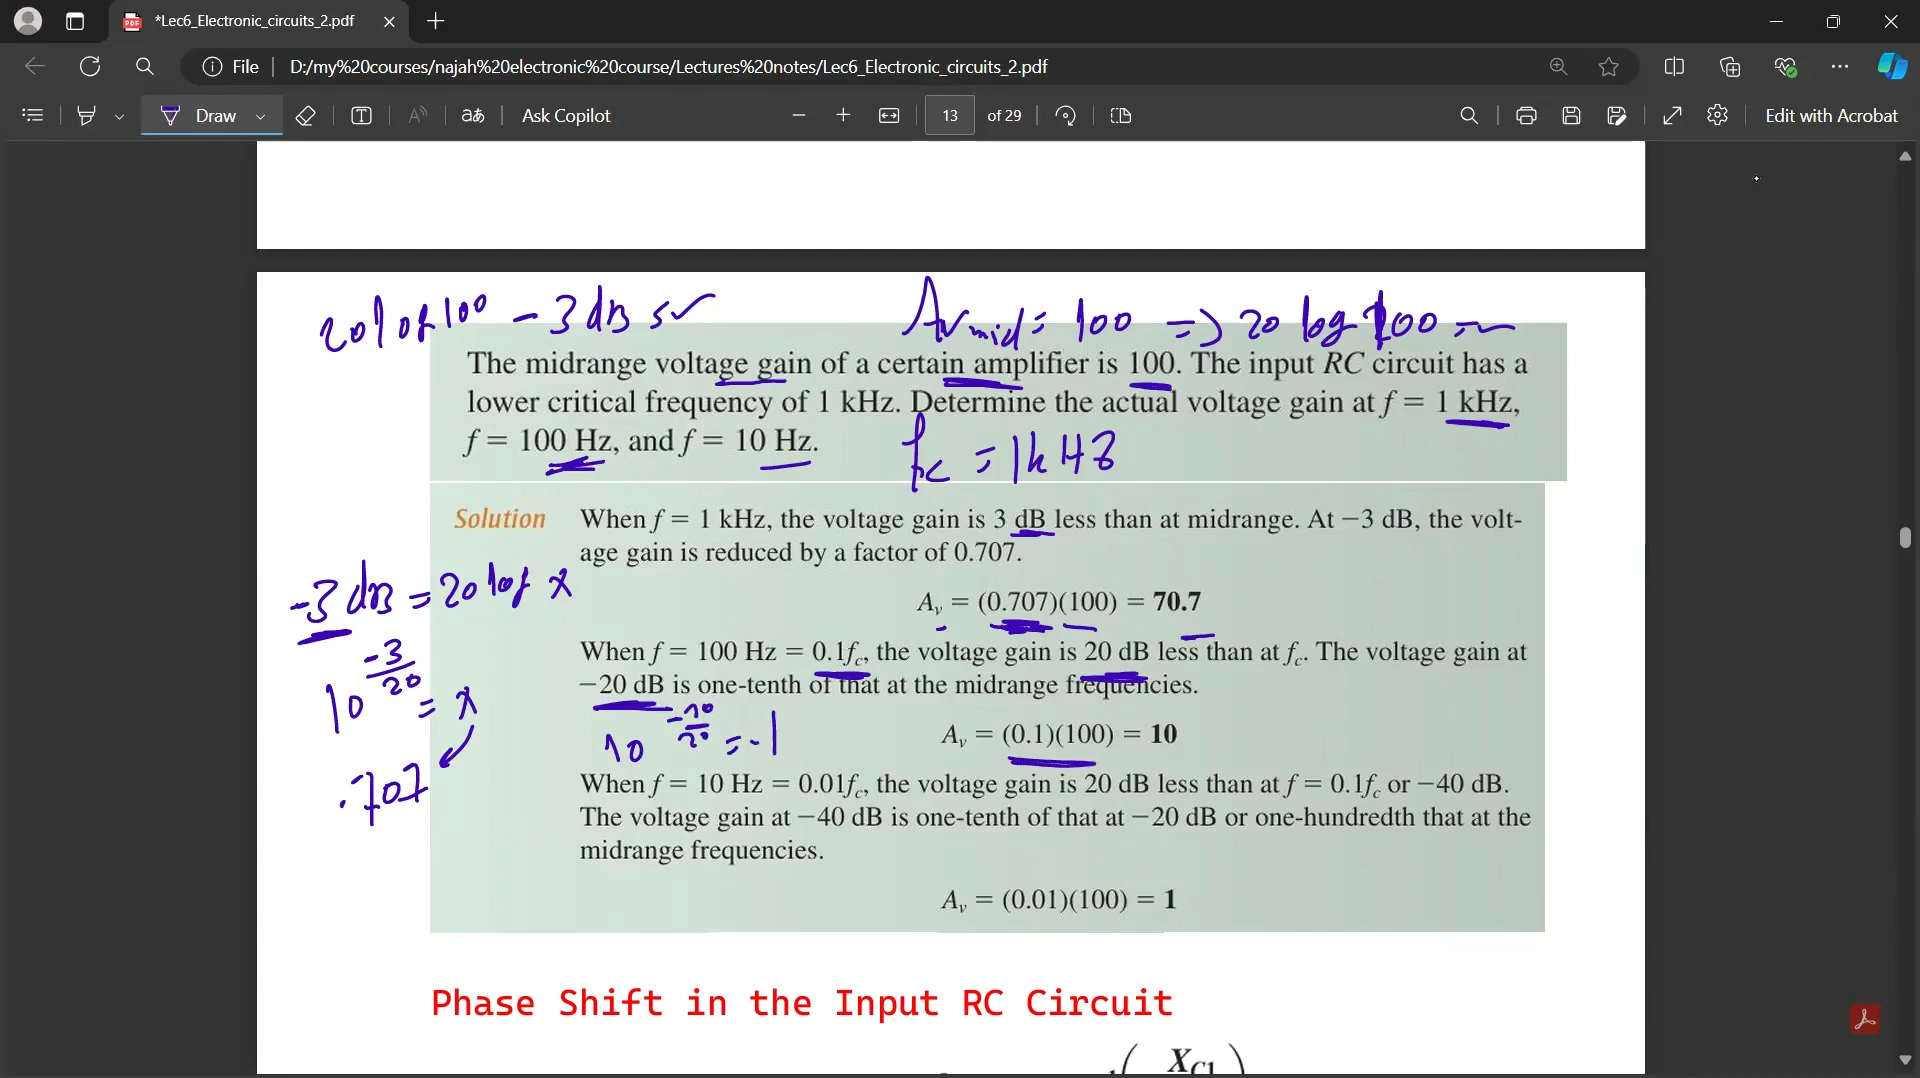 *Lec6_Electronic_circuits_2.pdf
File D:/my%20courses/najah%20electronic%20course/Lectures%20notes/Lec6_Electronic_circuits_2.pdf
Draw aあ Ask Copilot 13 of 29 Edit with Acrobat
20 log 100 - 3 dB
Av mid = 100 => 20 log 100 =
The midrange voltage gain of a certain amplifier is 100. The input RC circuit has a
lower critical frequency of 1 kHz. Determine the actual voltage gain at f = 1 kHz,
f = 100 Hz, and f = 10 Hz.
fc = 1kHz
Solution When f = 1 kHz, the voltage gain is 3 dB less than at midrange. At −3 dB, the volt-
age gain is reduced by a factor of 0.707.
-3 dB = 20 log x
Av = (0.707)(100) = 70.7
When f = 100 Hz = 0.1fc, the voltage gain is 20 dB less than at fc. The voltage gain at
−20 dB is one-tenth of that at the midrange frequencies.
10^(-3/20) = x
10^(-20/20) = .1
Av = (0.1)(100) = 10
.707
When f = 10 Hz = 0.01fc, the voltage gain is 20 dB less than at f = 0.1fc or −40 dB.
The voltage gain at −40 dB is one-tenth of that at −20 dB or one-hundredth that at the
midrange frequencies.
Av = (0.01)(100) = 1
Phase Shift in the Input RC Circuit
XC1